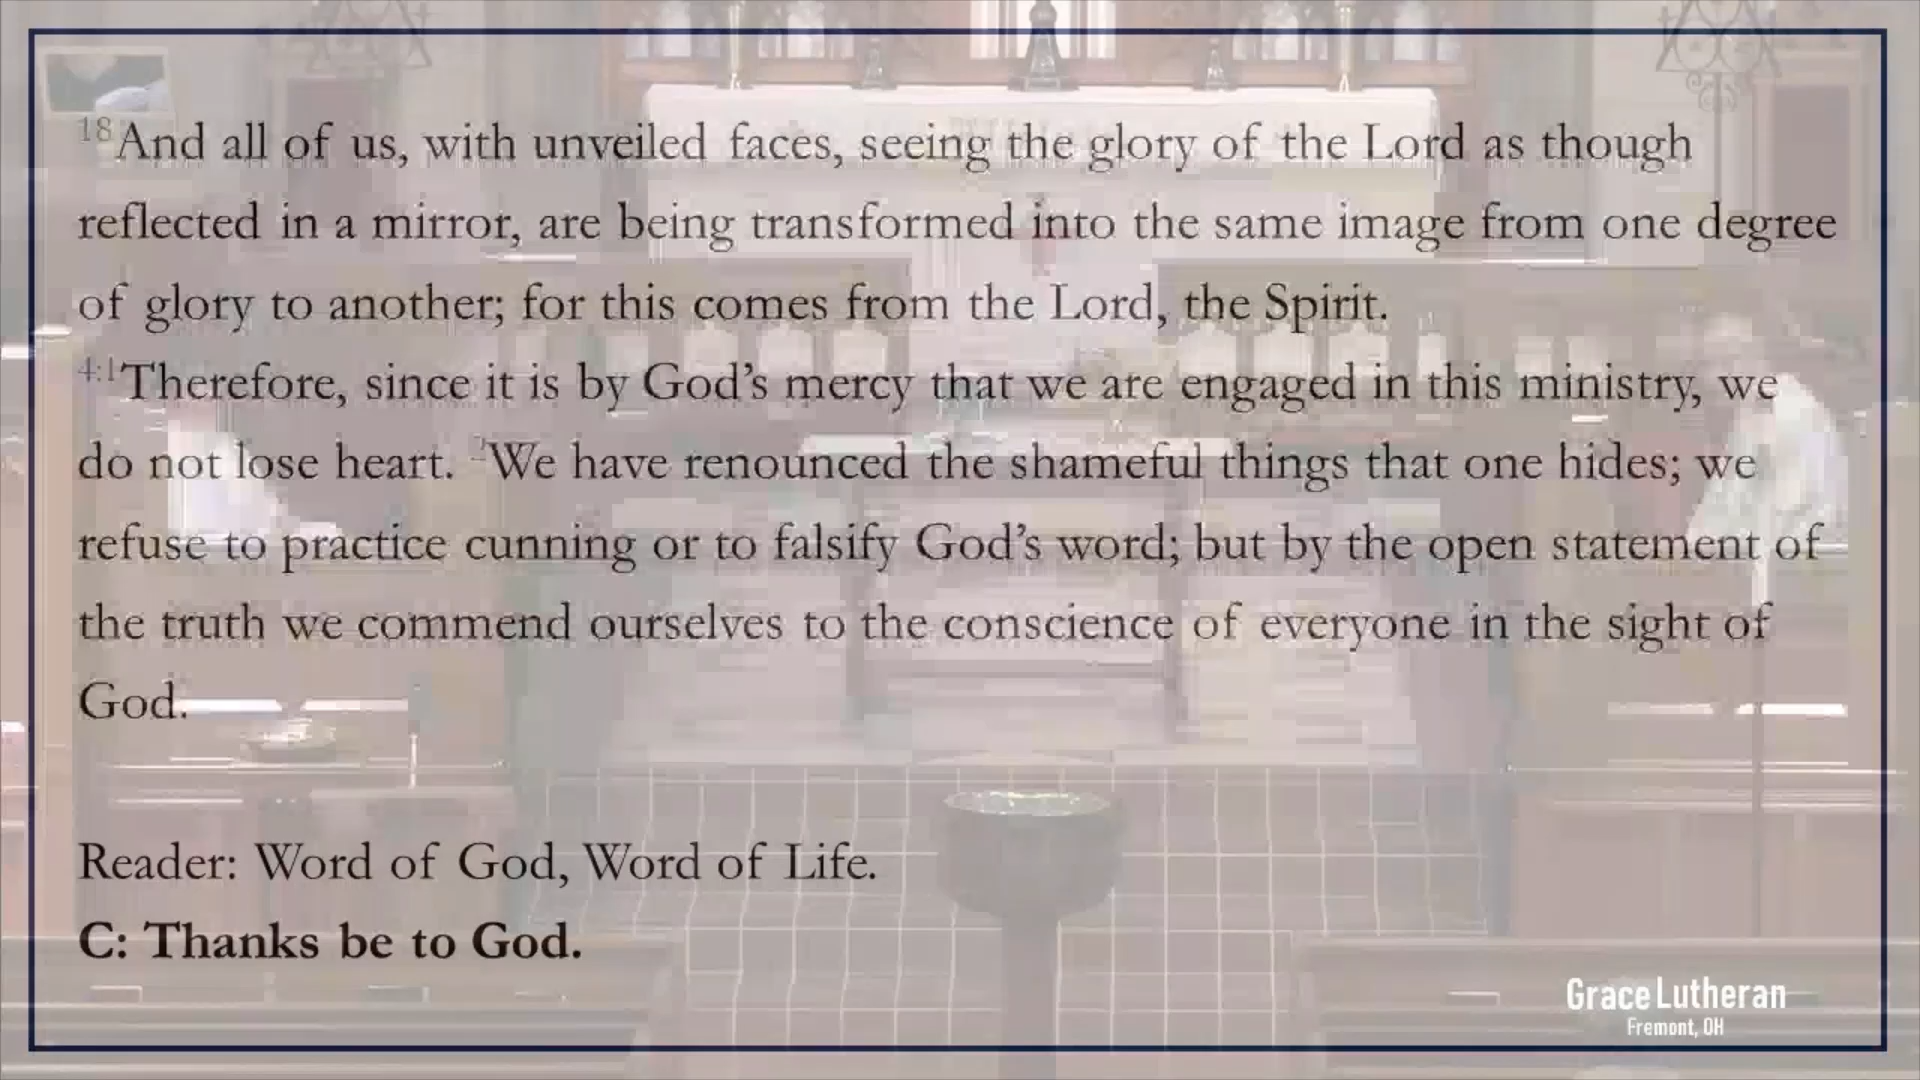 18And all of us, with unveiled faces, seeing the glory of the Lord as though
reflected in a mirror, are being transformed into the same image from one degree
of glory to another; for this comes from the Lord, the Spirit.
4:1Therefore, since it is by God’s mercy that we are engaged in this ministry, we
do not lose heart. We have renounced the shameful things that one hides; we
refuse to practice cunning or to falsify God’s word; but by the open statement of
the truth we commend ourselves to the conscience of everyone in the sight of
God.
Reader: Word of God, Word of Life.
C: Thanks be to God.
Grace Lutheran
Fremont, OH